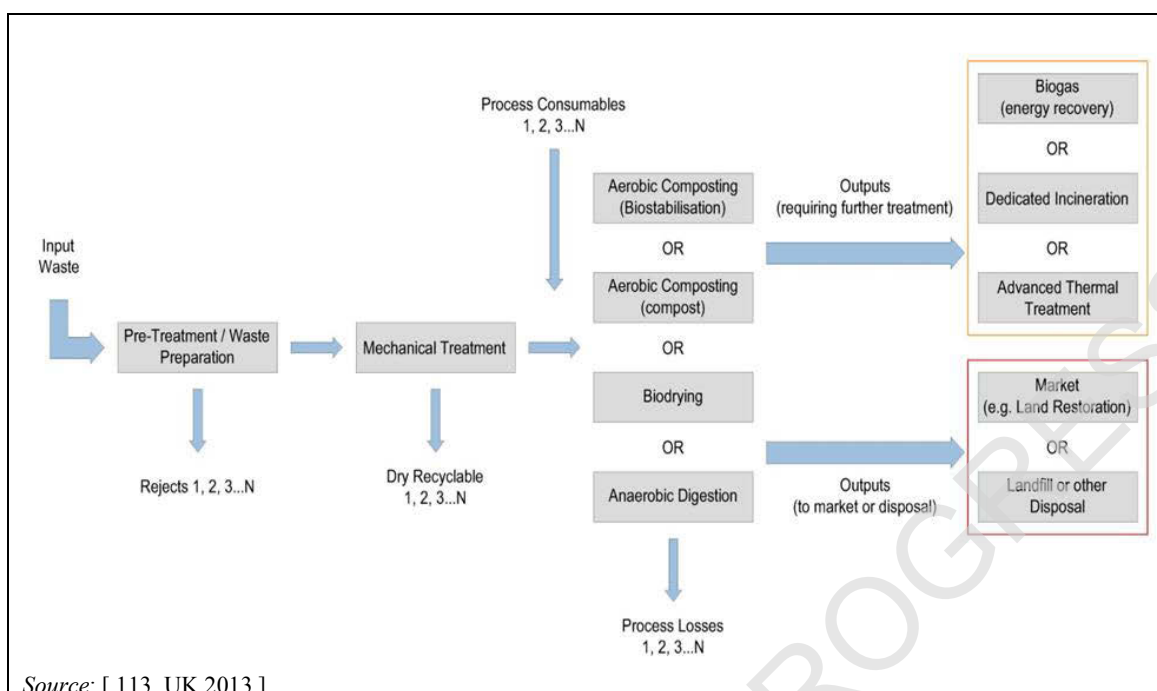 Process Consumables
1, 2, 3...N
Input
Waste
Pre-Treatment / Waste
Preparation
Rejects 1, 2, 3...N
Mechanical Treatment
Dry Recyclable
1, 2, 3...N
Aerobic Composting
(Biostabilisation)
OR
Aerobic Composting
(compost)
OR
Biodrying
OR
Anaerobic Digestion
Process Losses
1, 2, 3...N
Outputs
(requiring further treatment)
Outputs
(to market or disposal)
Biogas
(energy recovery)
OR
Dedicated Incineration
OR
Advanced Thermal
Treatment
Market
(e.g. Land Restoration)
OR
Landfill or other
Disposal
Source: [ 113, UK 2013 ]
ROGRESS